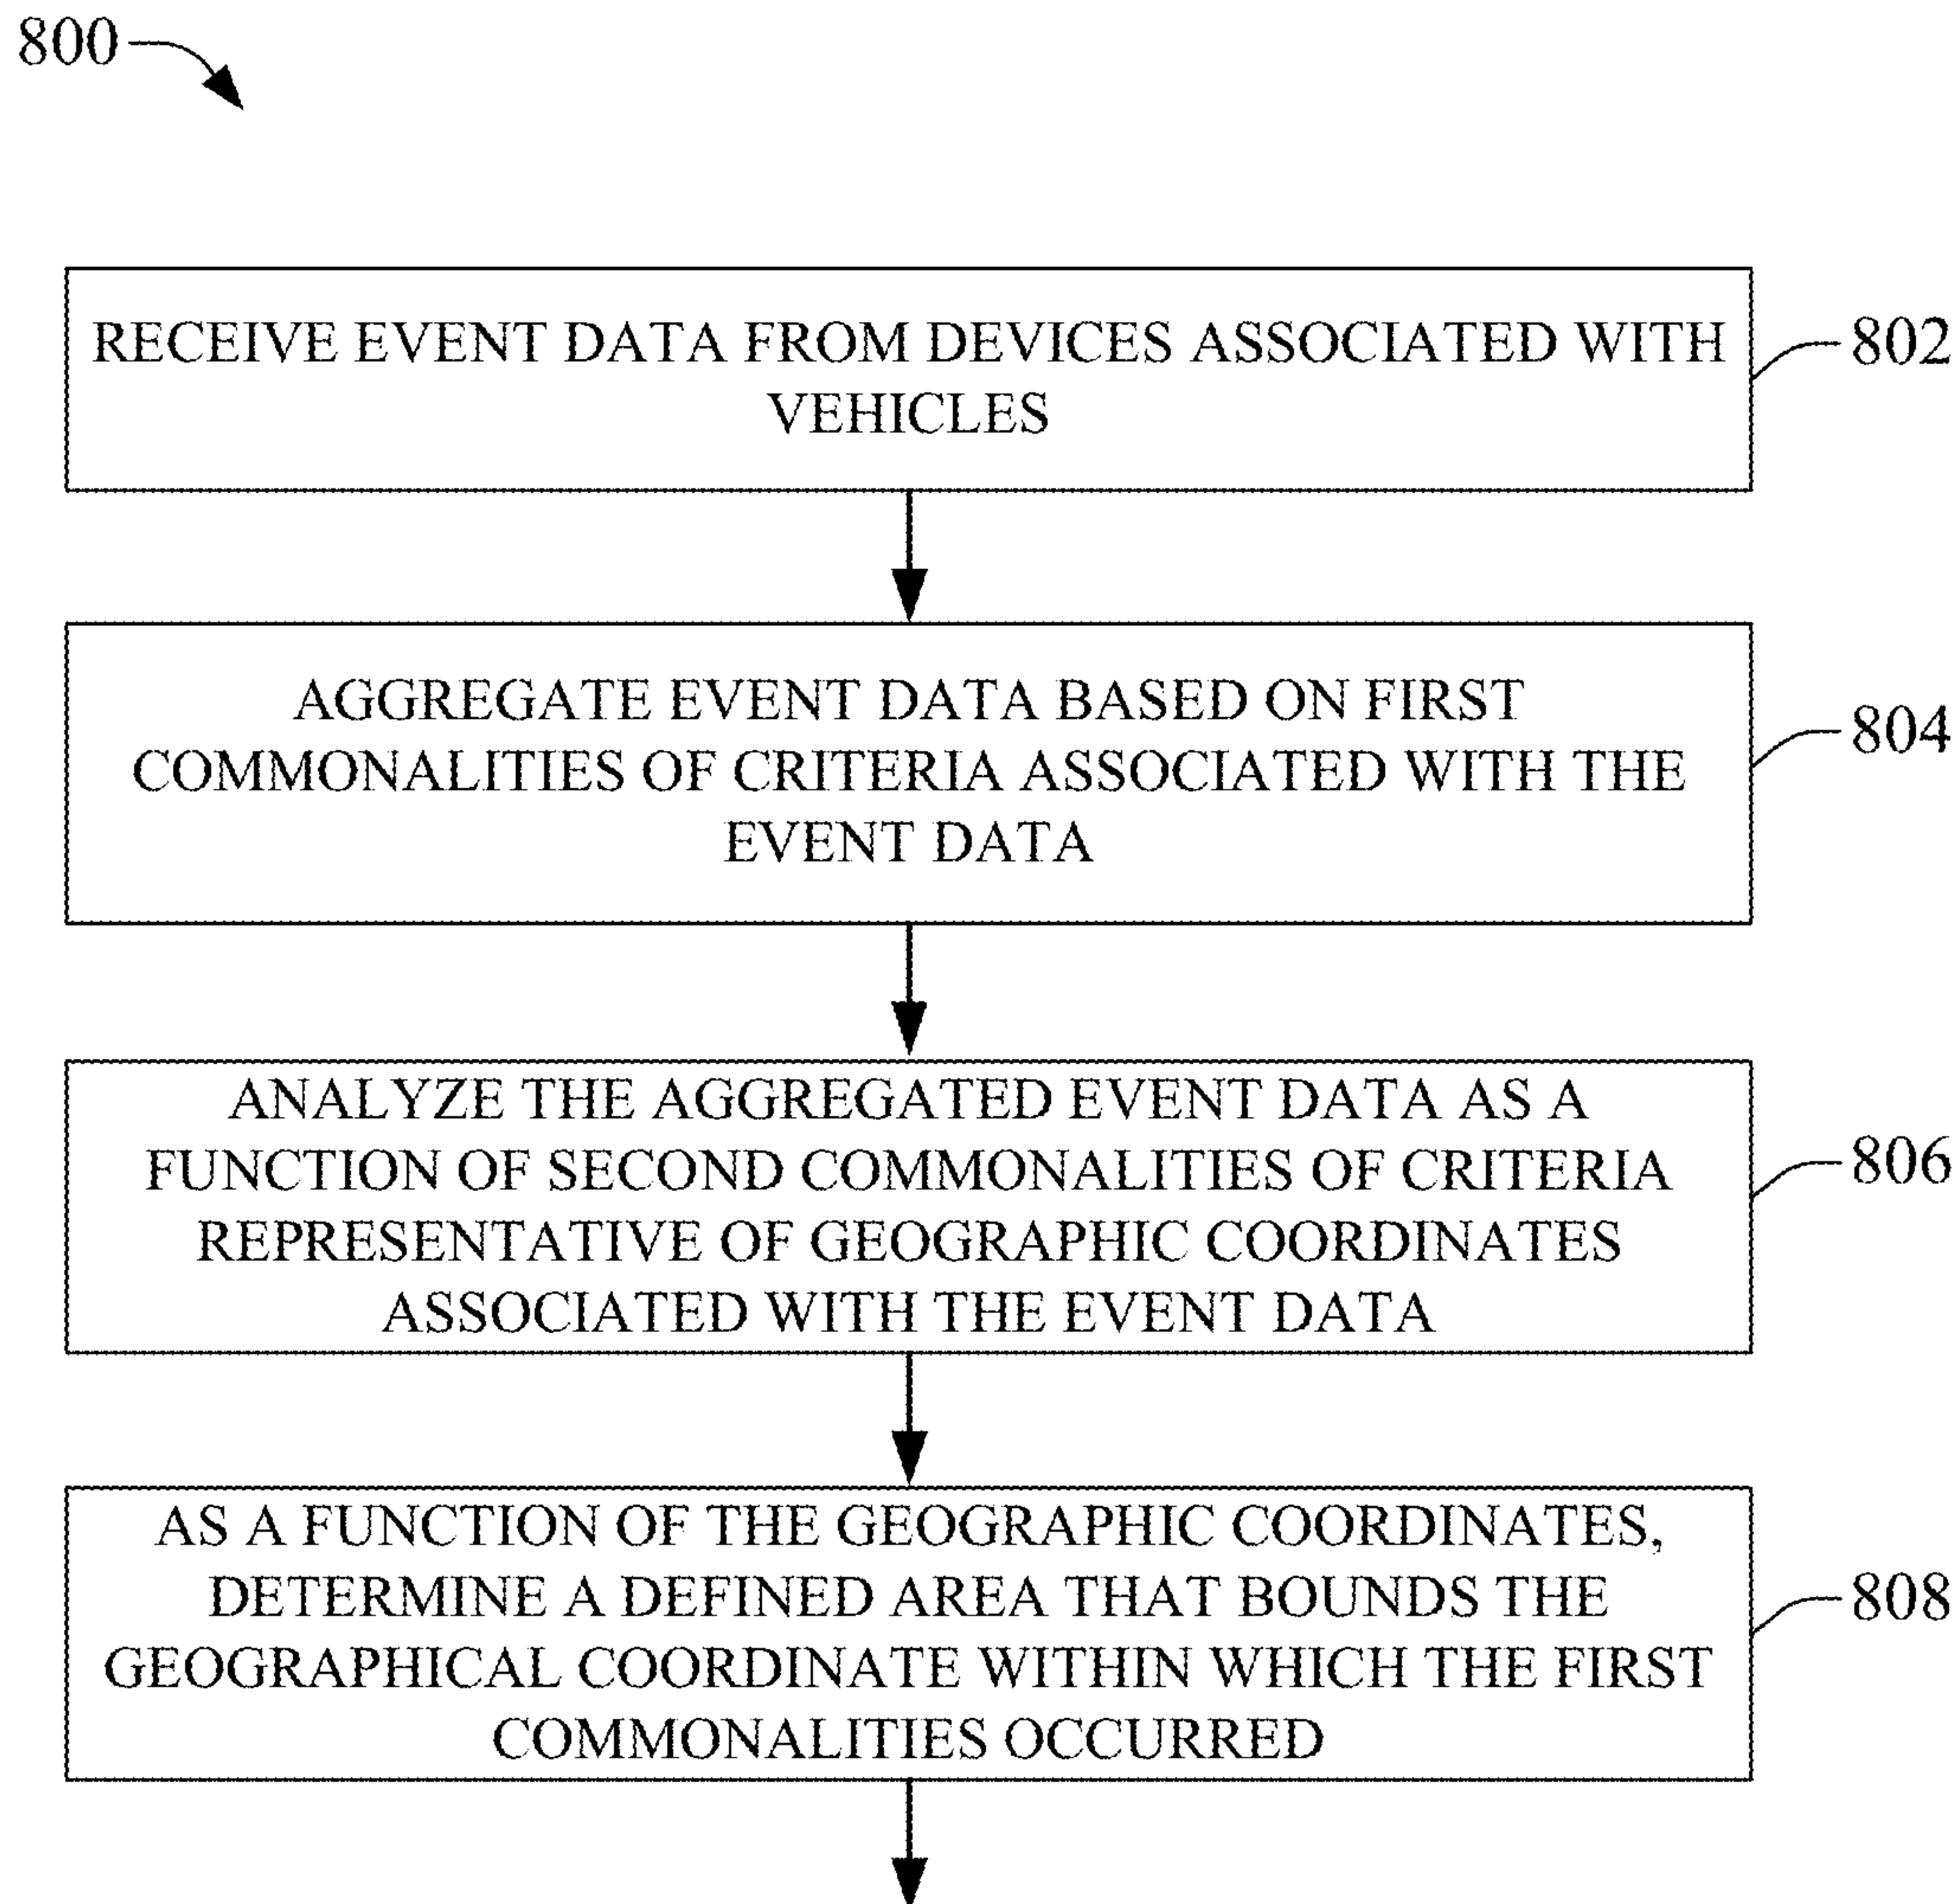 800
RECEIVE EVENT DATA FROM DEVICES ASSOCIATED WITH
VEHICLES
802
AGGREGATE EVENT DATA BASED ON FIRST
COMMONALITIES OF CRITERIA ASSOCIATED WITH THE
EVENT DATA
804
ANALYZE THE AGGREGATED EVENT DATA AS A
FUNCTION OF SECOND COMMONALITIES OF CRITERIA
REPRESENTATIVE OF GEOGRAPHIC COORDINATES
ASSOCIATED WITH THE EVENT DATA
806
AS A FUNCTION OF THE GEOGRAPHIC COORDINATES,
DETERMINE A DEFINED AREA THAT BOUNDS THE
GEOGRAPHICAL COORDINATE WITHIN WHICH THE FIRST
COMMONALITIES OCCURRED
808